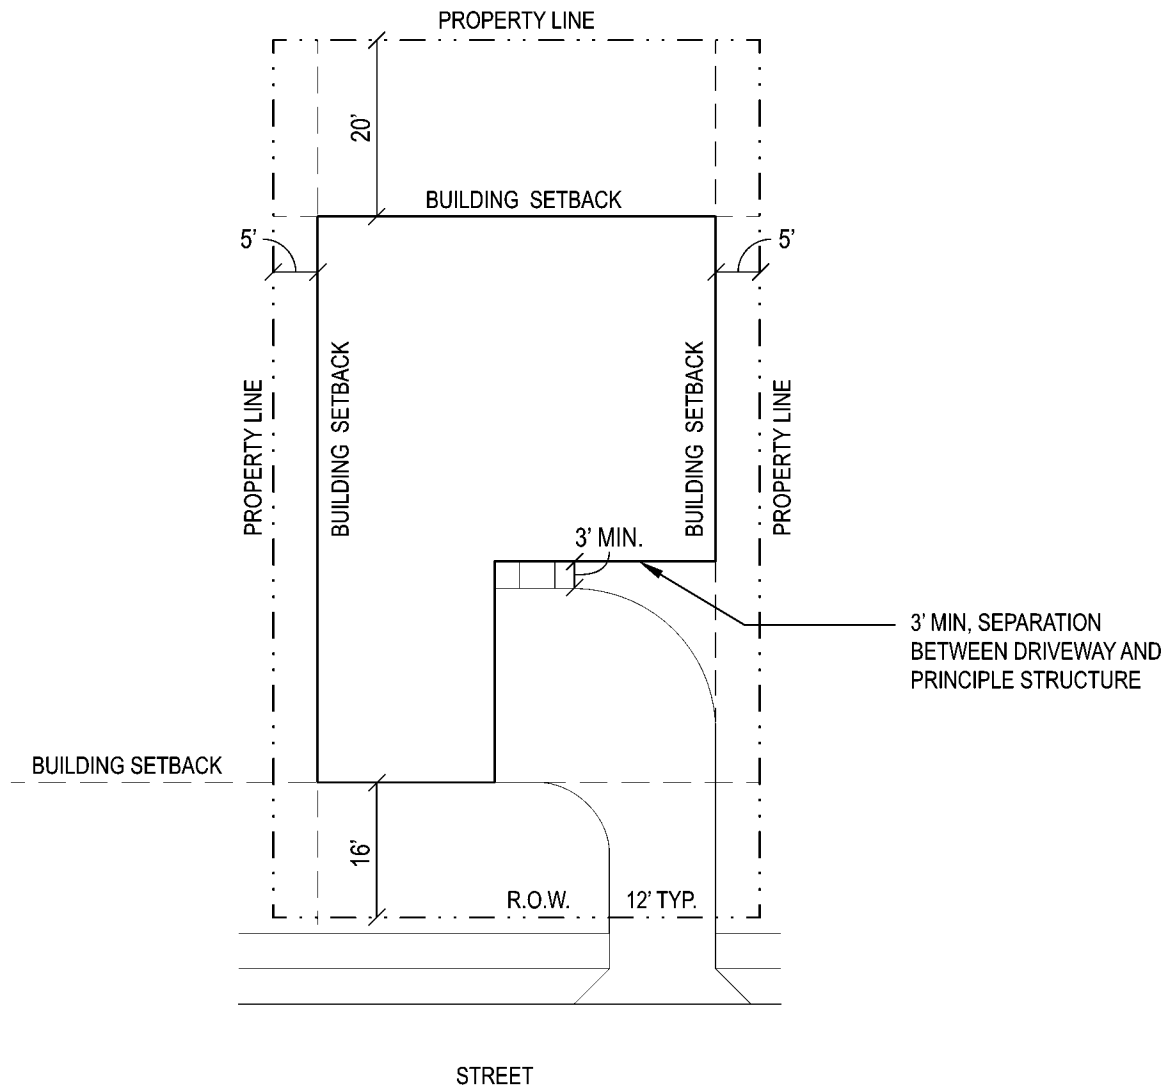 PROPERTY LINE
20'
BUILDING SETBACK
5'
5'
PROPERTY LINE
BUILDING SETBACK
BUILDING SETBACK
PROPERTY LINE
3' MIN.
3' MIN, SEPARATION
BETWEEN DRIVEWAY AND
PRINCIPLE STRUCTURE
BUILDING SETBACK
16'
R.O.W.
12' TYP.
STREET